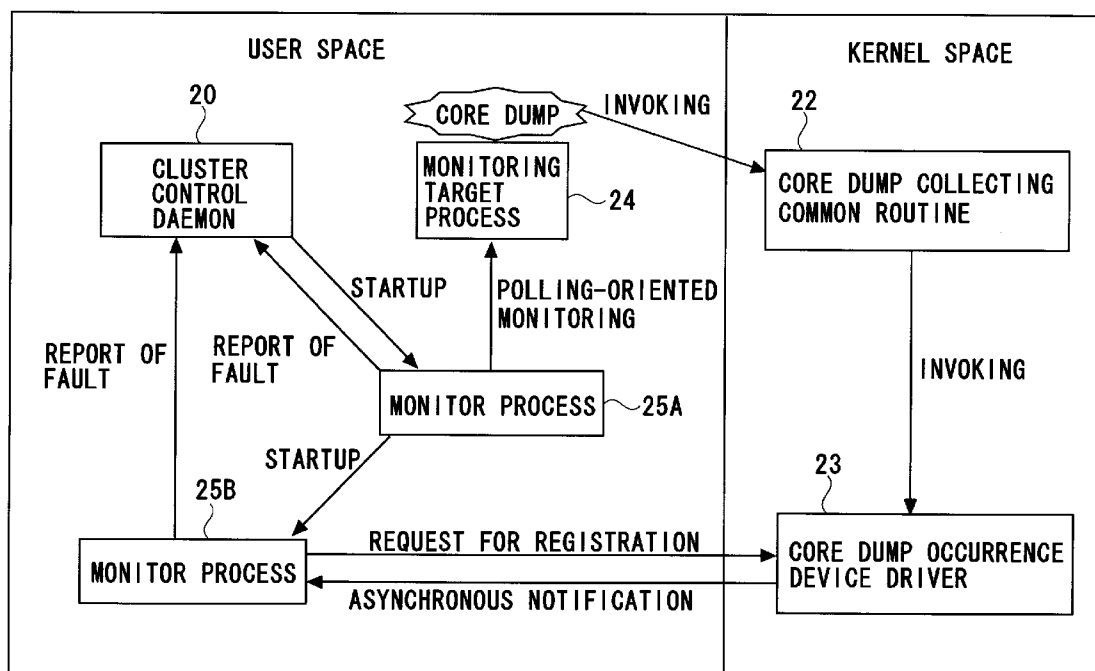 USER SPACE
KERNEL SPACE
20
CORE DUMP
INVOKING
22
CLUSTER
CONTROL
DAEMON
MONITORING
TARGET
PROCESS
24
CORE DUMP COLLECTING
COMMON ROUTINE
STARTUP
POLLING-ORIENTED
MONITORING
REPORT OF
FAULT
REPORT OF
FAULT
INVOKING
MONITOR PROCESS
25A
STARTUP
25B
23
MONITOR PROCESS
REQUEST FOR REGISTRATION
CORE DUMP OCCURRENCE
DEVICE DRIVER
ASYNCHRONOUS NOTIFICATION